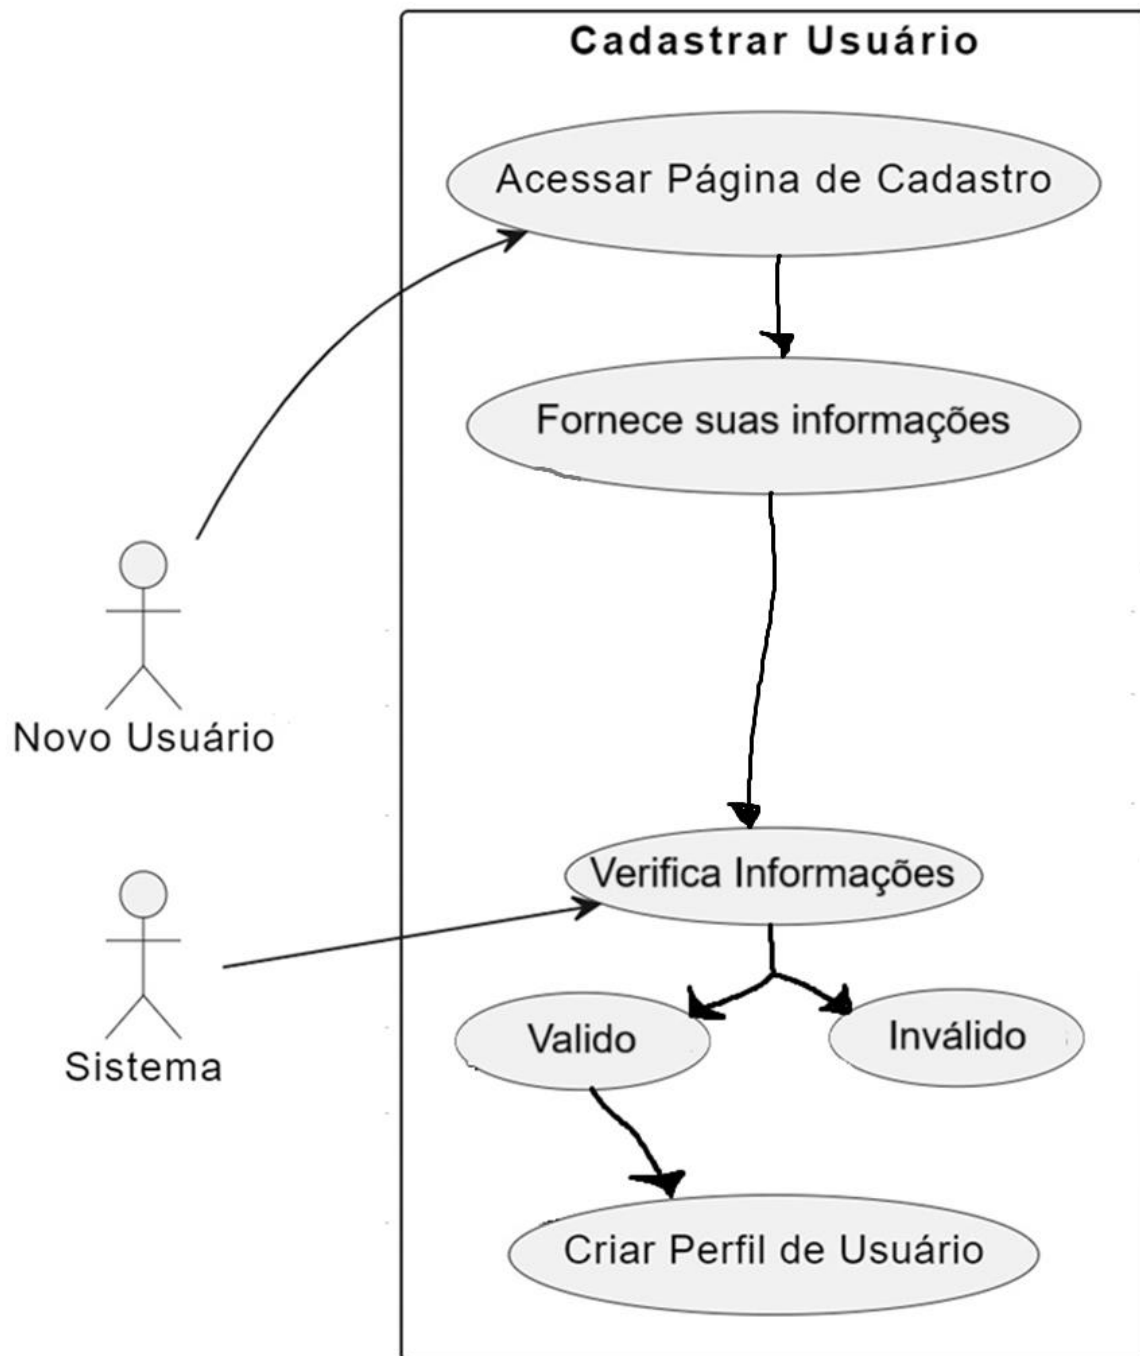 Cadastrar Usuário
Acessar Página de Cadastro
Fornece suas informações
Novo Usuário
Verifica Informações
Sistema
Valido
Inválido
Criar Perfil de Usuário